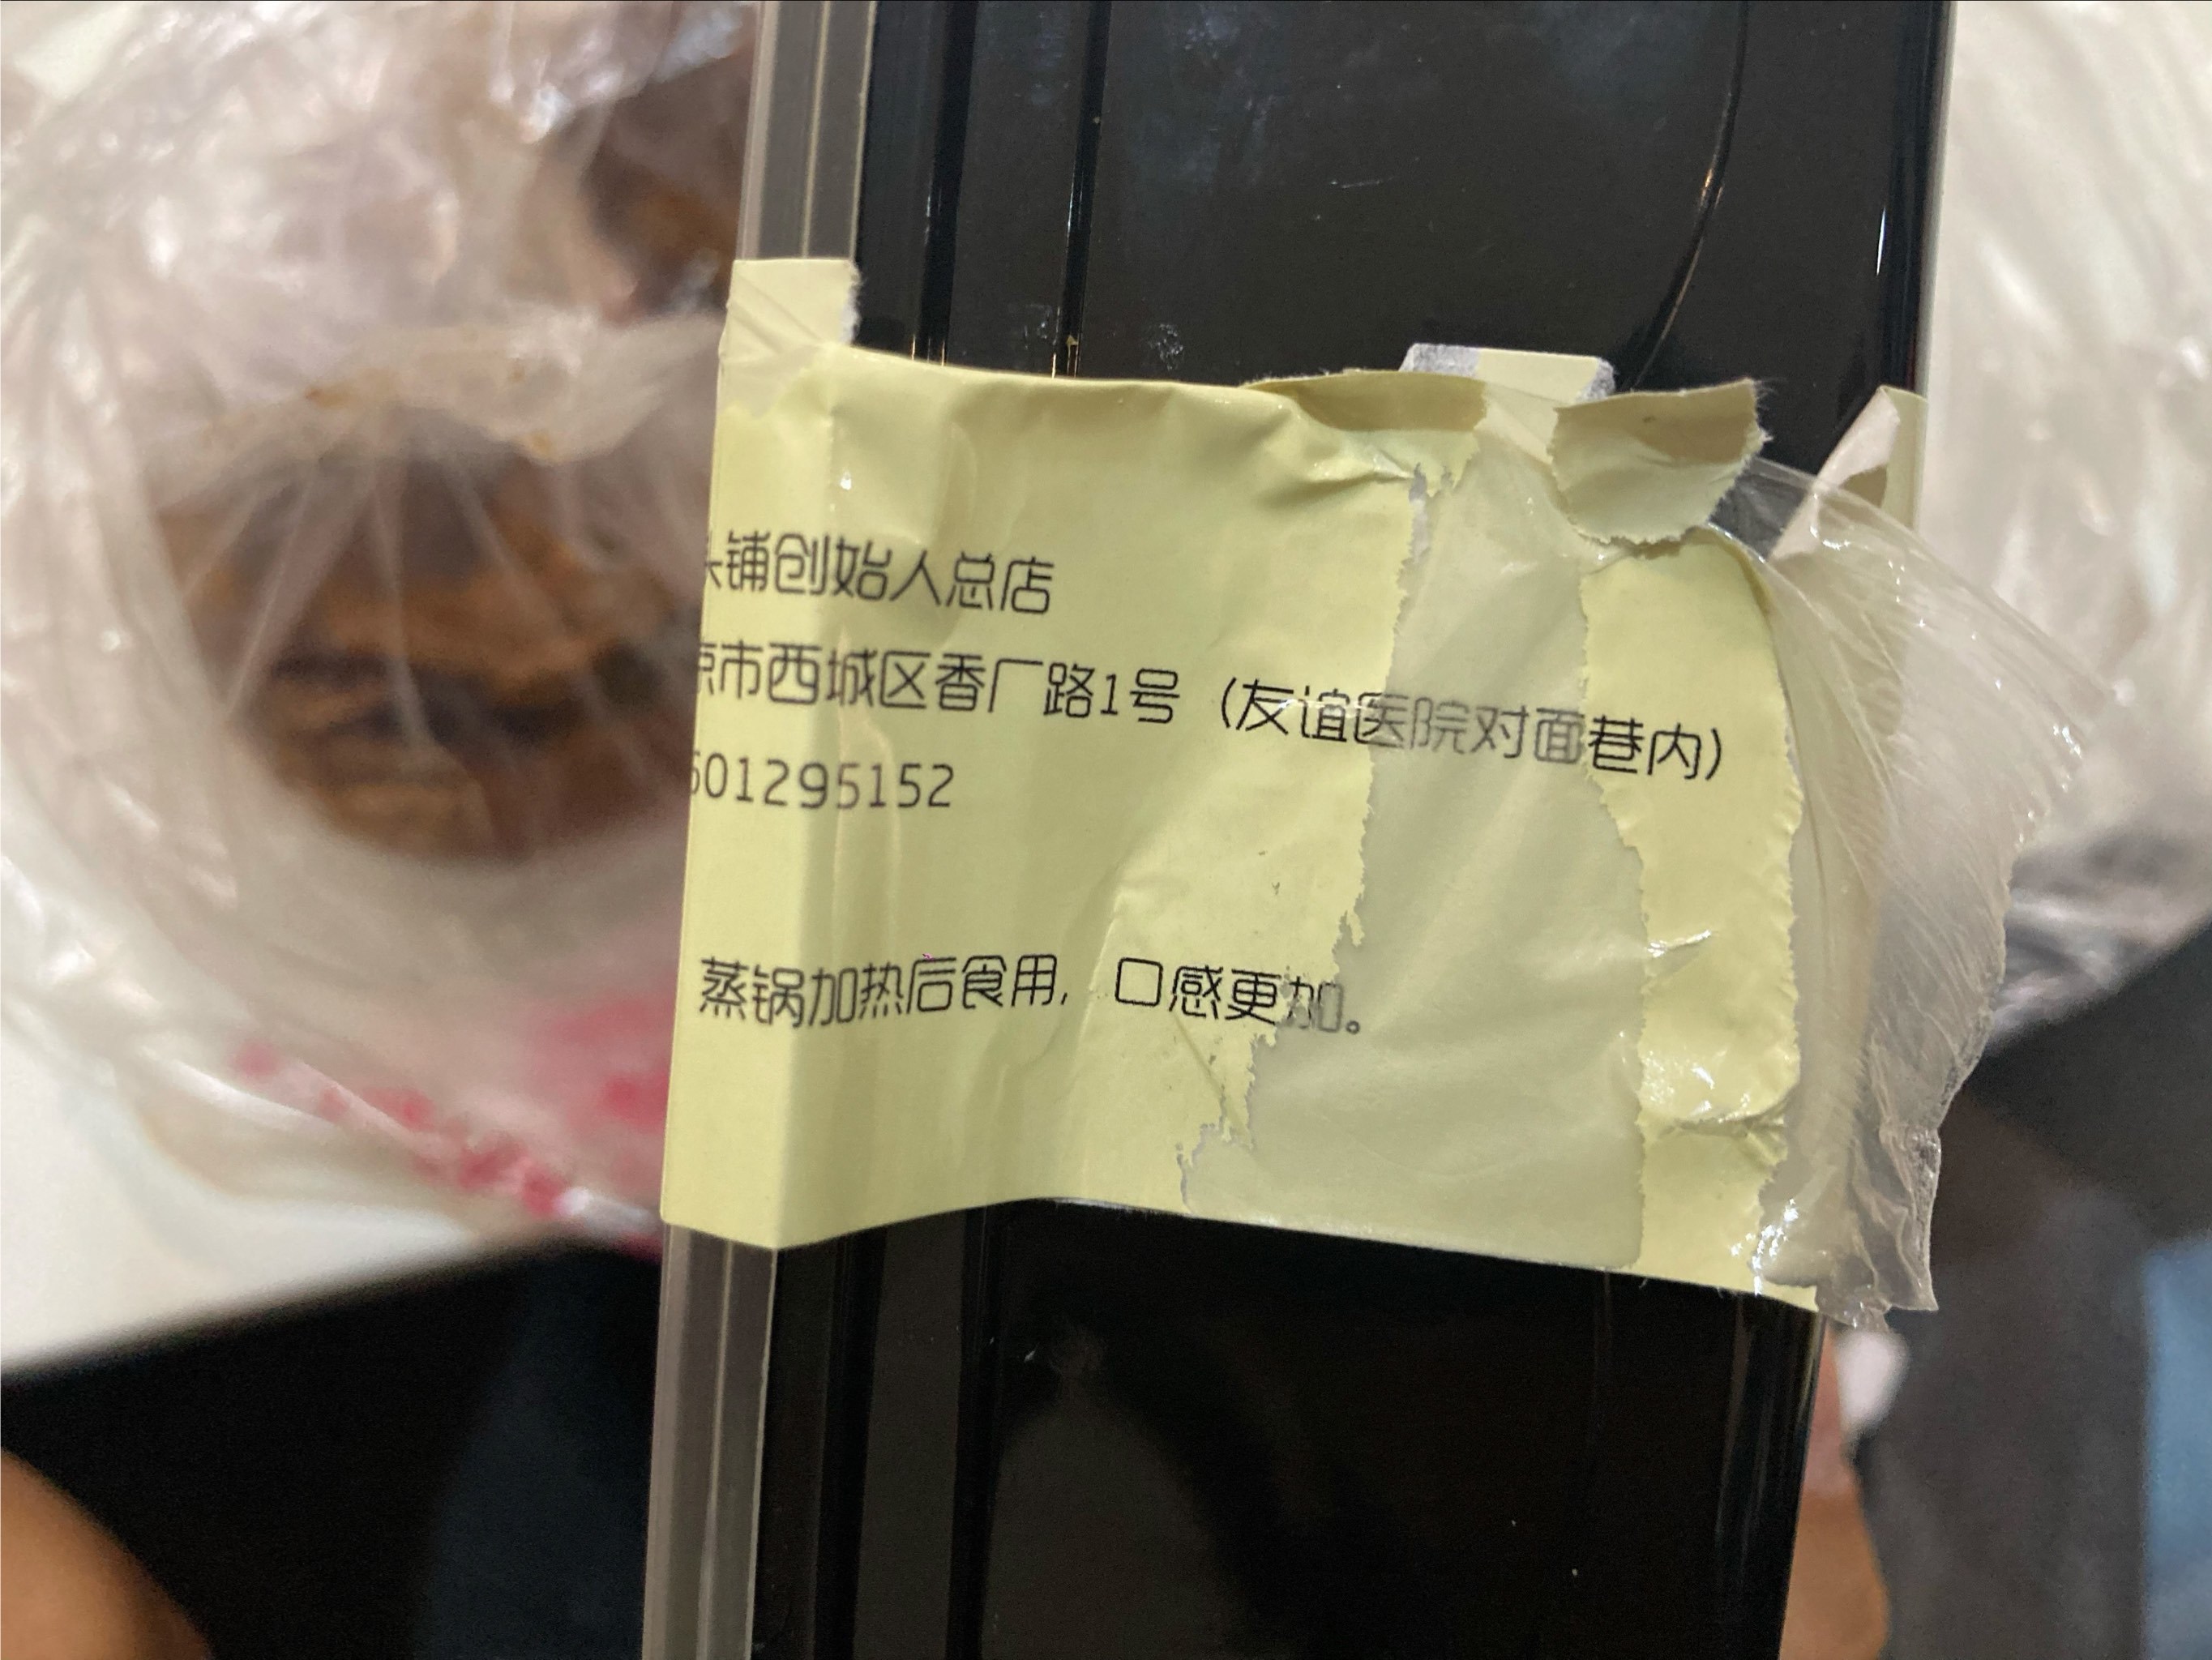 头铺创始人总店
京市西城区香厂路1号（友谊医院对面巷内）
601295152
蒸锅加热后食用，口感更加。